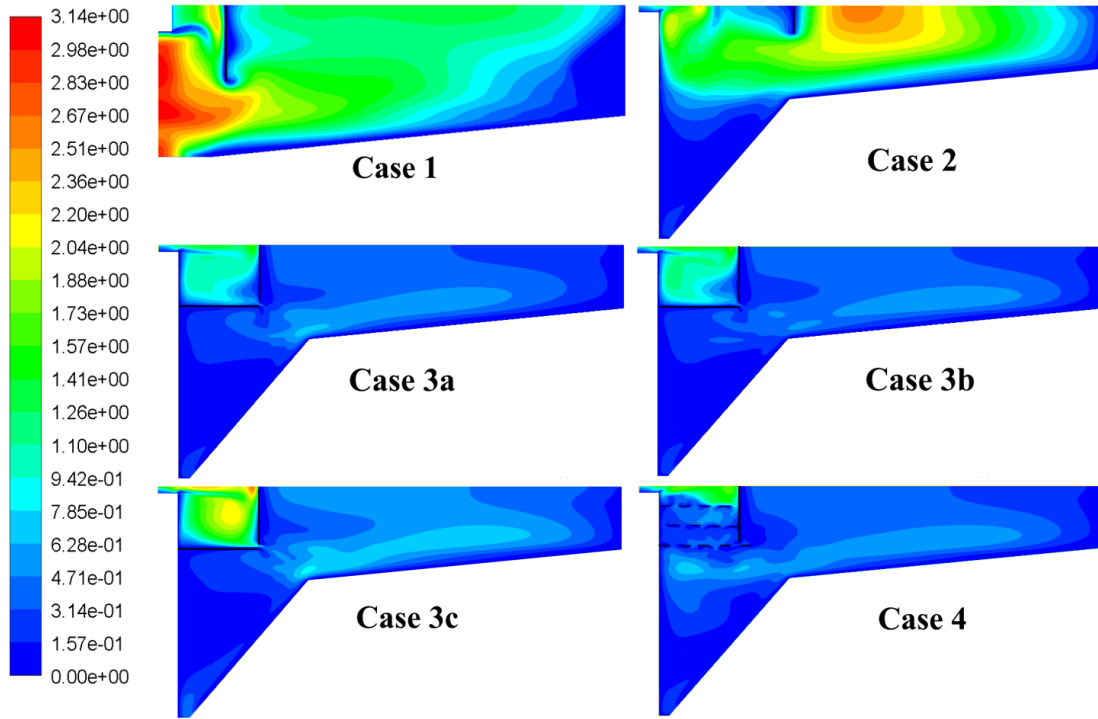 3.14e+00
2.98e+00
2.83e+00
2.67e+00
2.51e+00
2.36e+00
2.20e+00
2.04e+00
1.88e+00
1.73e+00
1.57e+00
1.41e+00
1.26e+00
1.10e+00
9.42e-01
7.85e-01
6.28e-01
4.71e-01
3.14e-01
1.57e-01
0.00e+00
Case 1
Case 2
Case 3a
Case 3b
Case 3c
Case 4